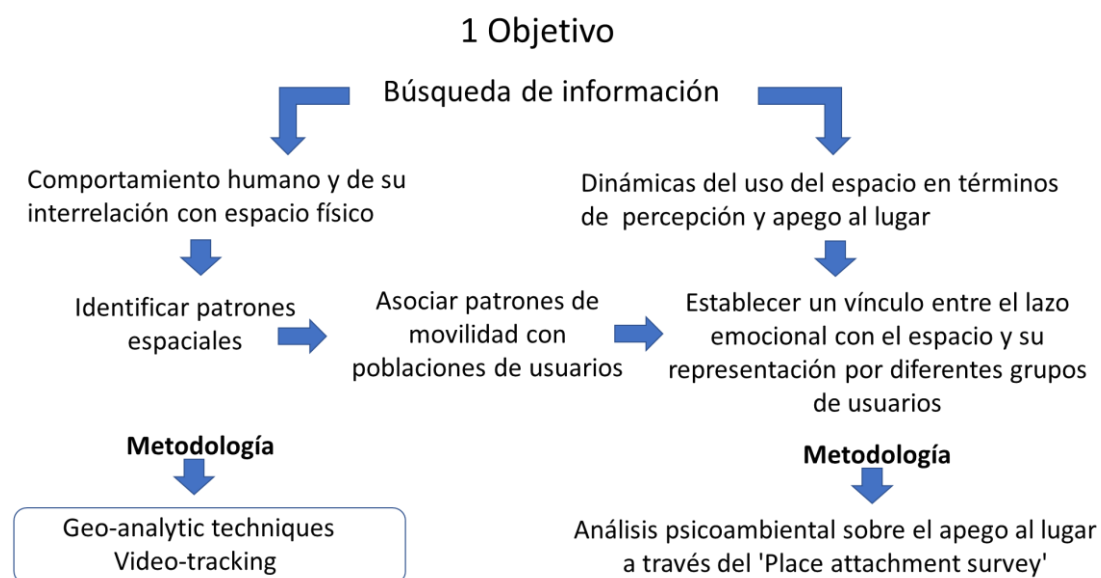 1 Objetivo
Búsqueda de información
Comportamiento humano y de su
interrelación con espacio físico
Dinámicas del uso del espacio en términos
de percepción y apego al lugar
Identificar patrones
espaciales
Asociar patrones de
movilidad con
poblaciones de usuarios
Establecer un vínculo entre el lazo
emocional con el espacio y su
representación por diferentes grupos
de usuarios
Metodología
Geo-analytic techniques
Video-tracking
Metodología
Análisis psicoambiental sobre el apego al lugar
a través del 'Place attachment survey'